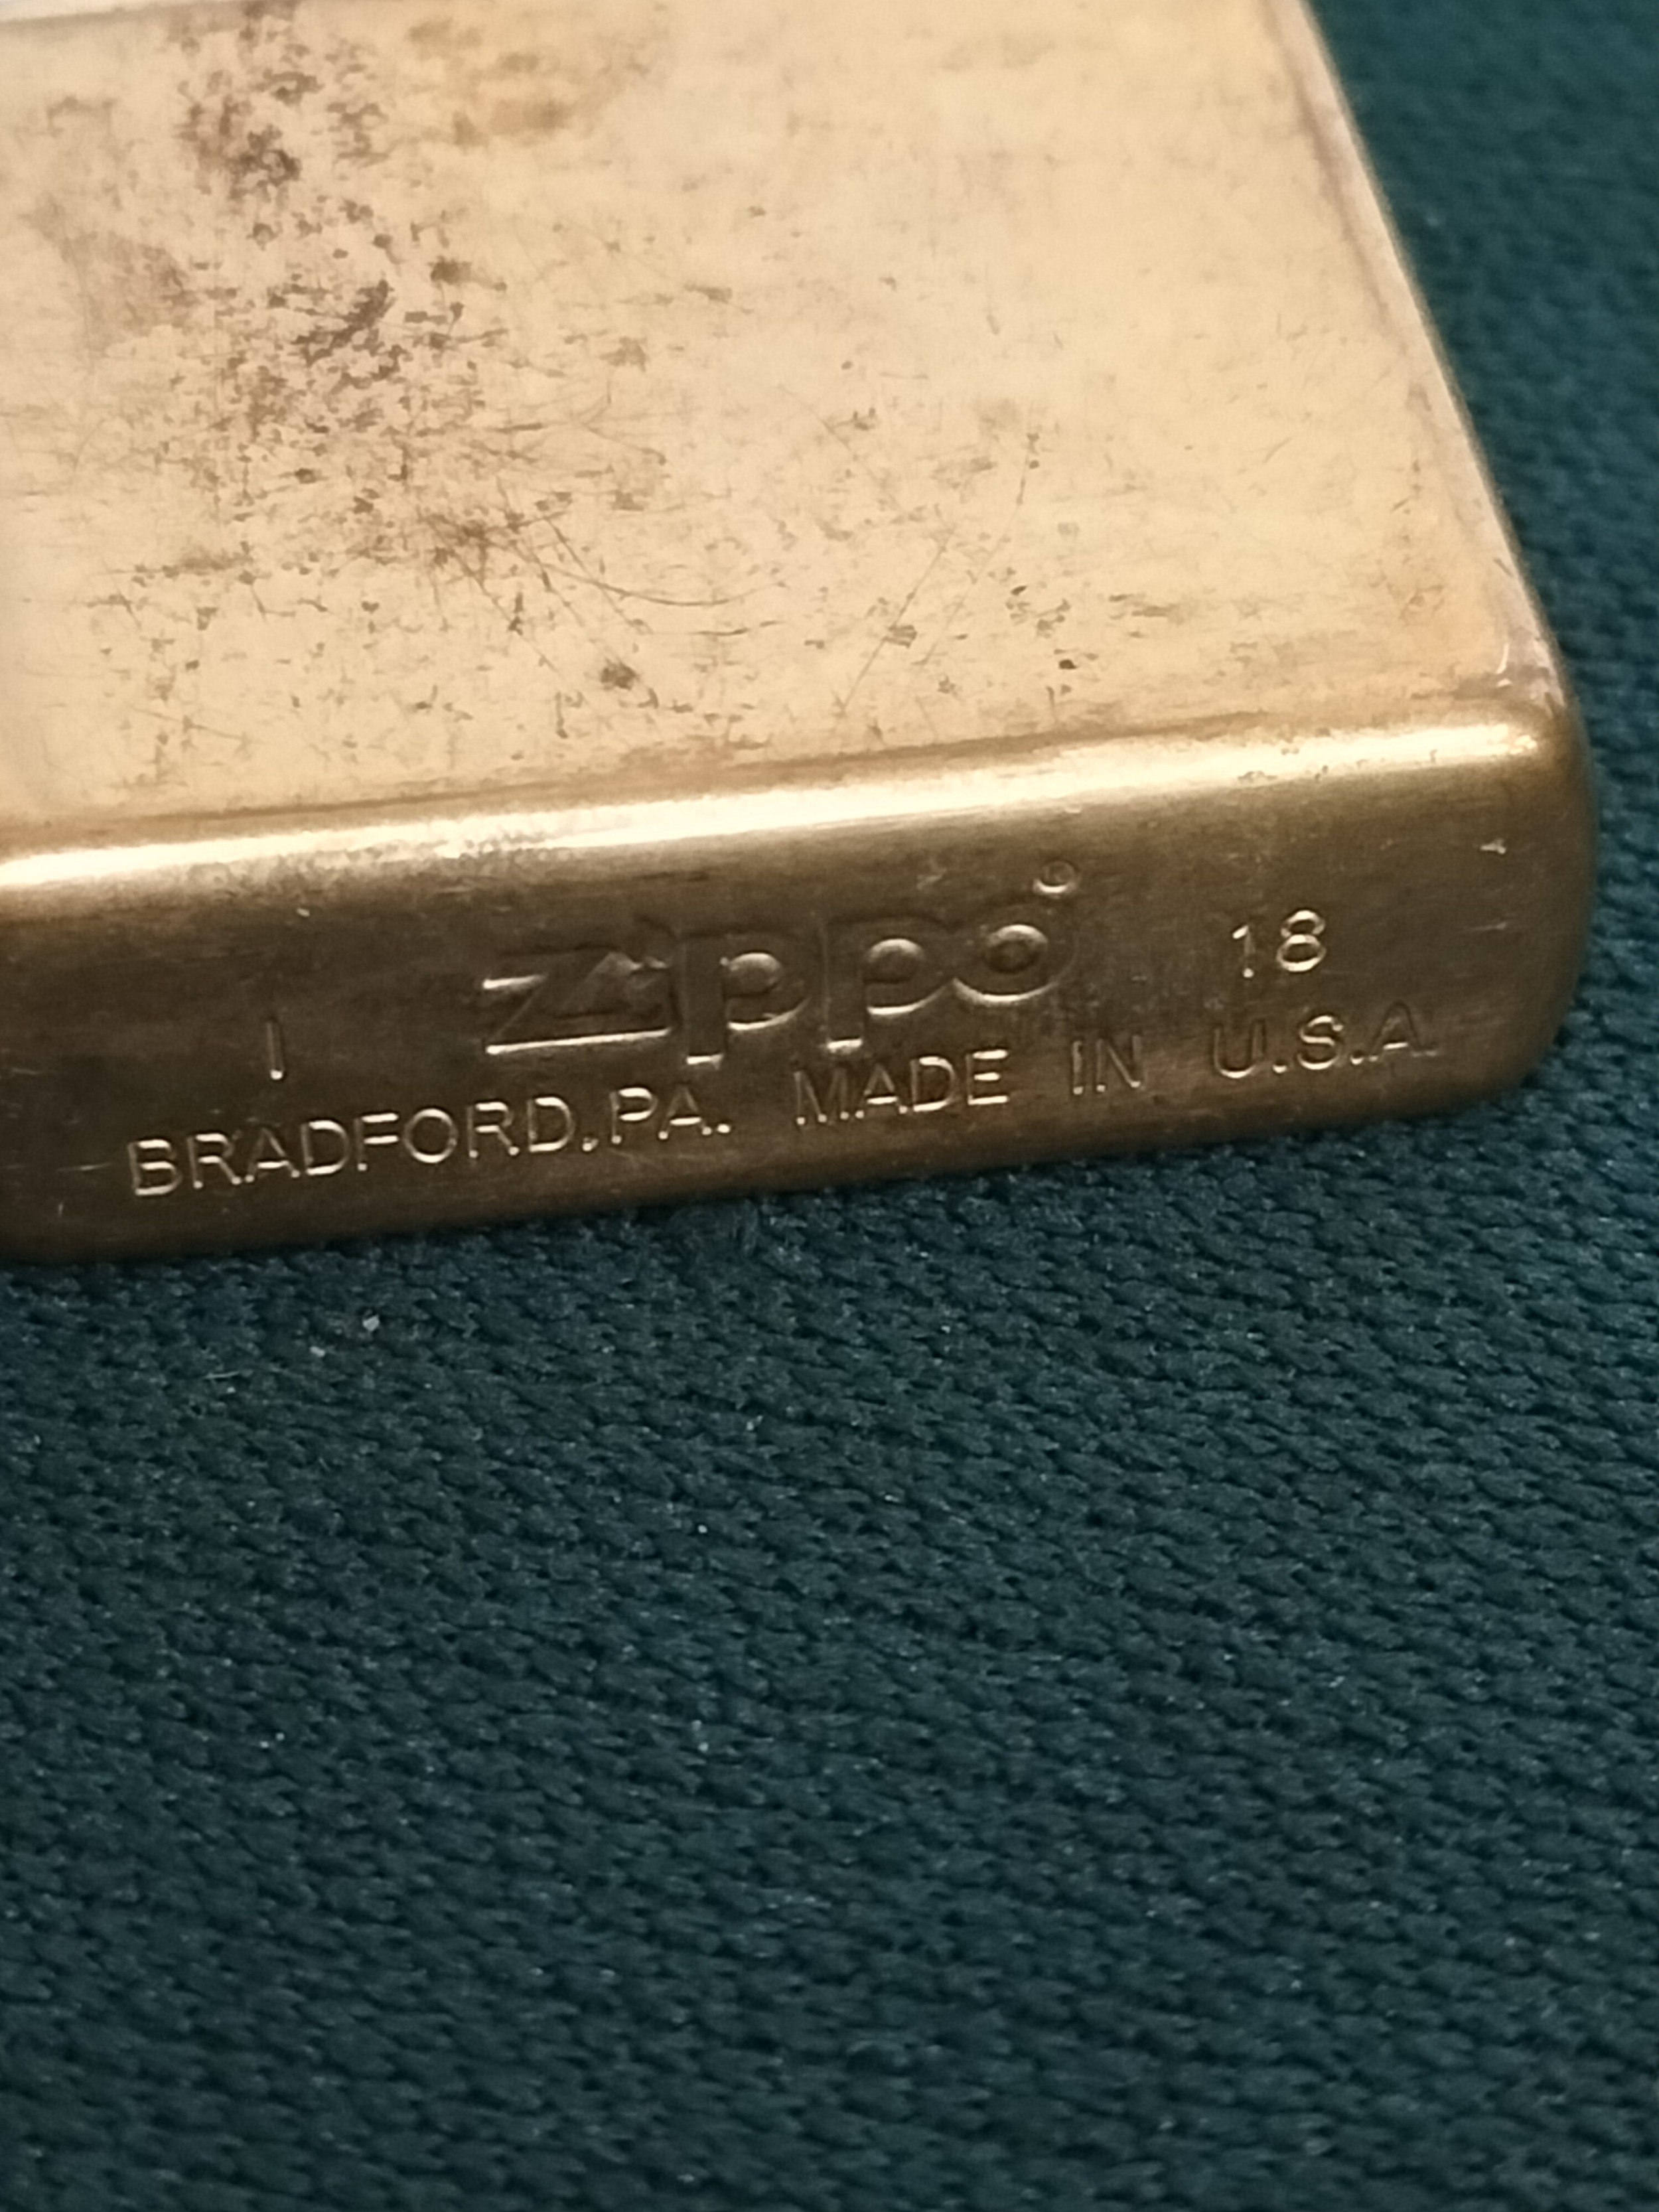 I zippo® 18
BRADFORD,PA. MADE IN U.S.A.